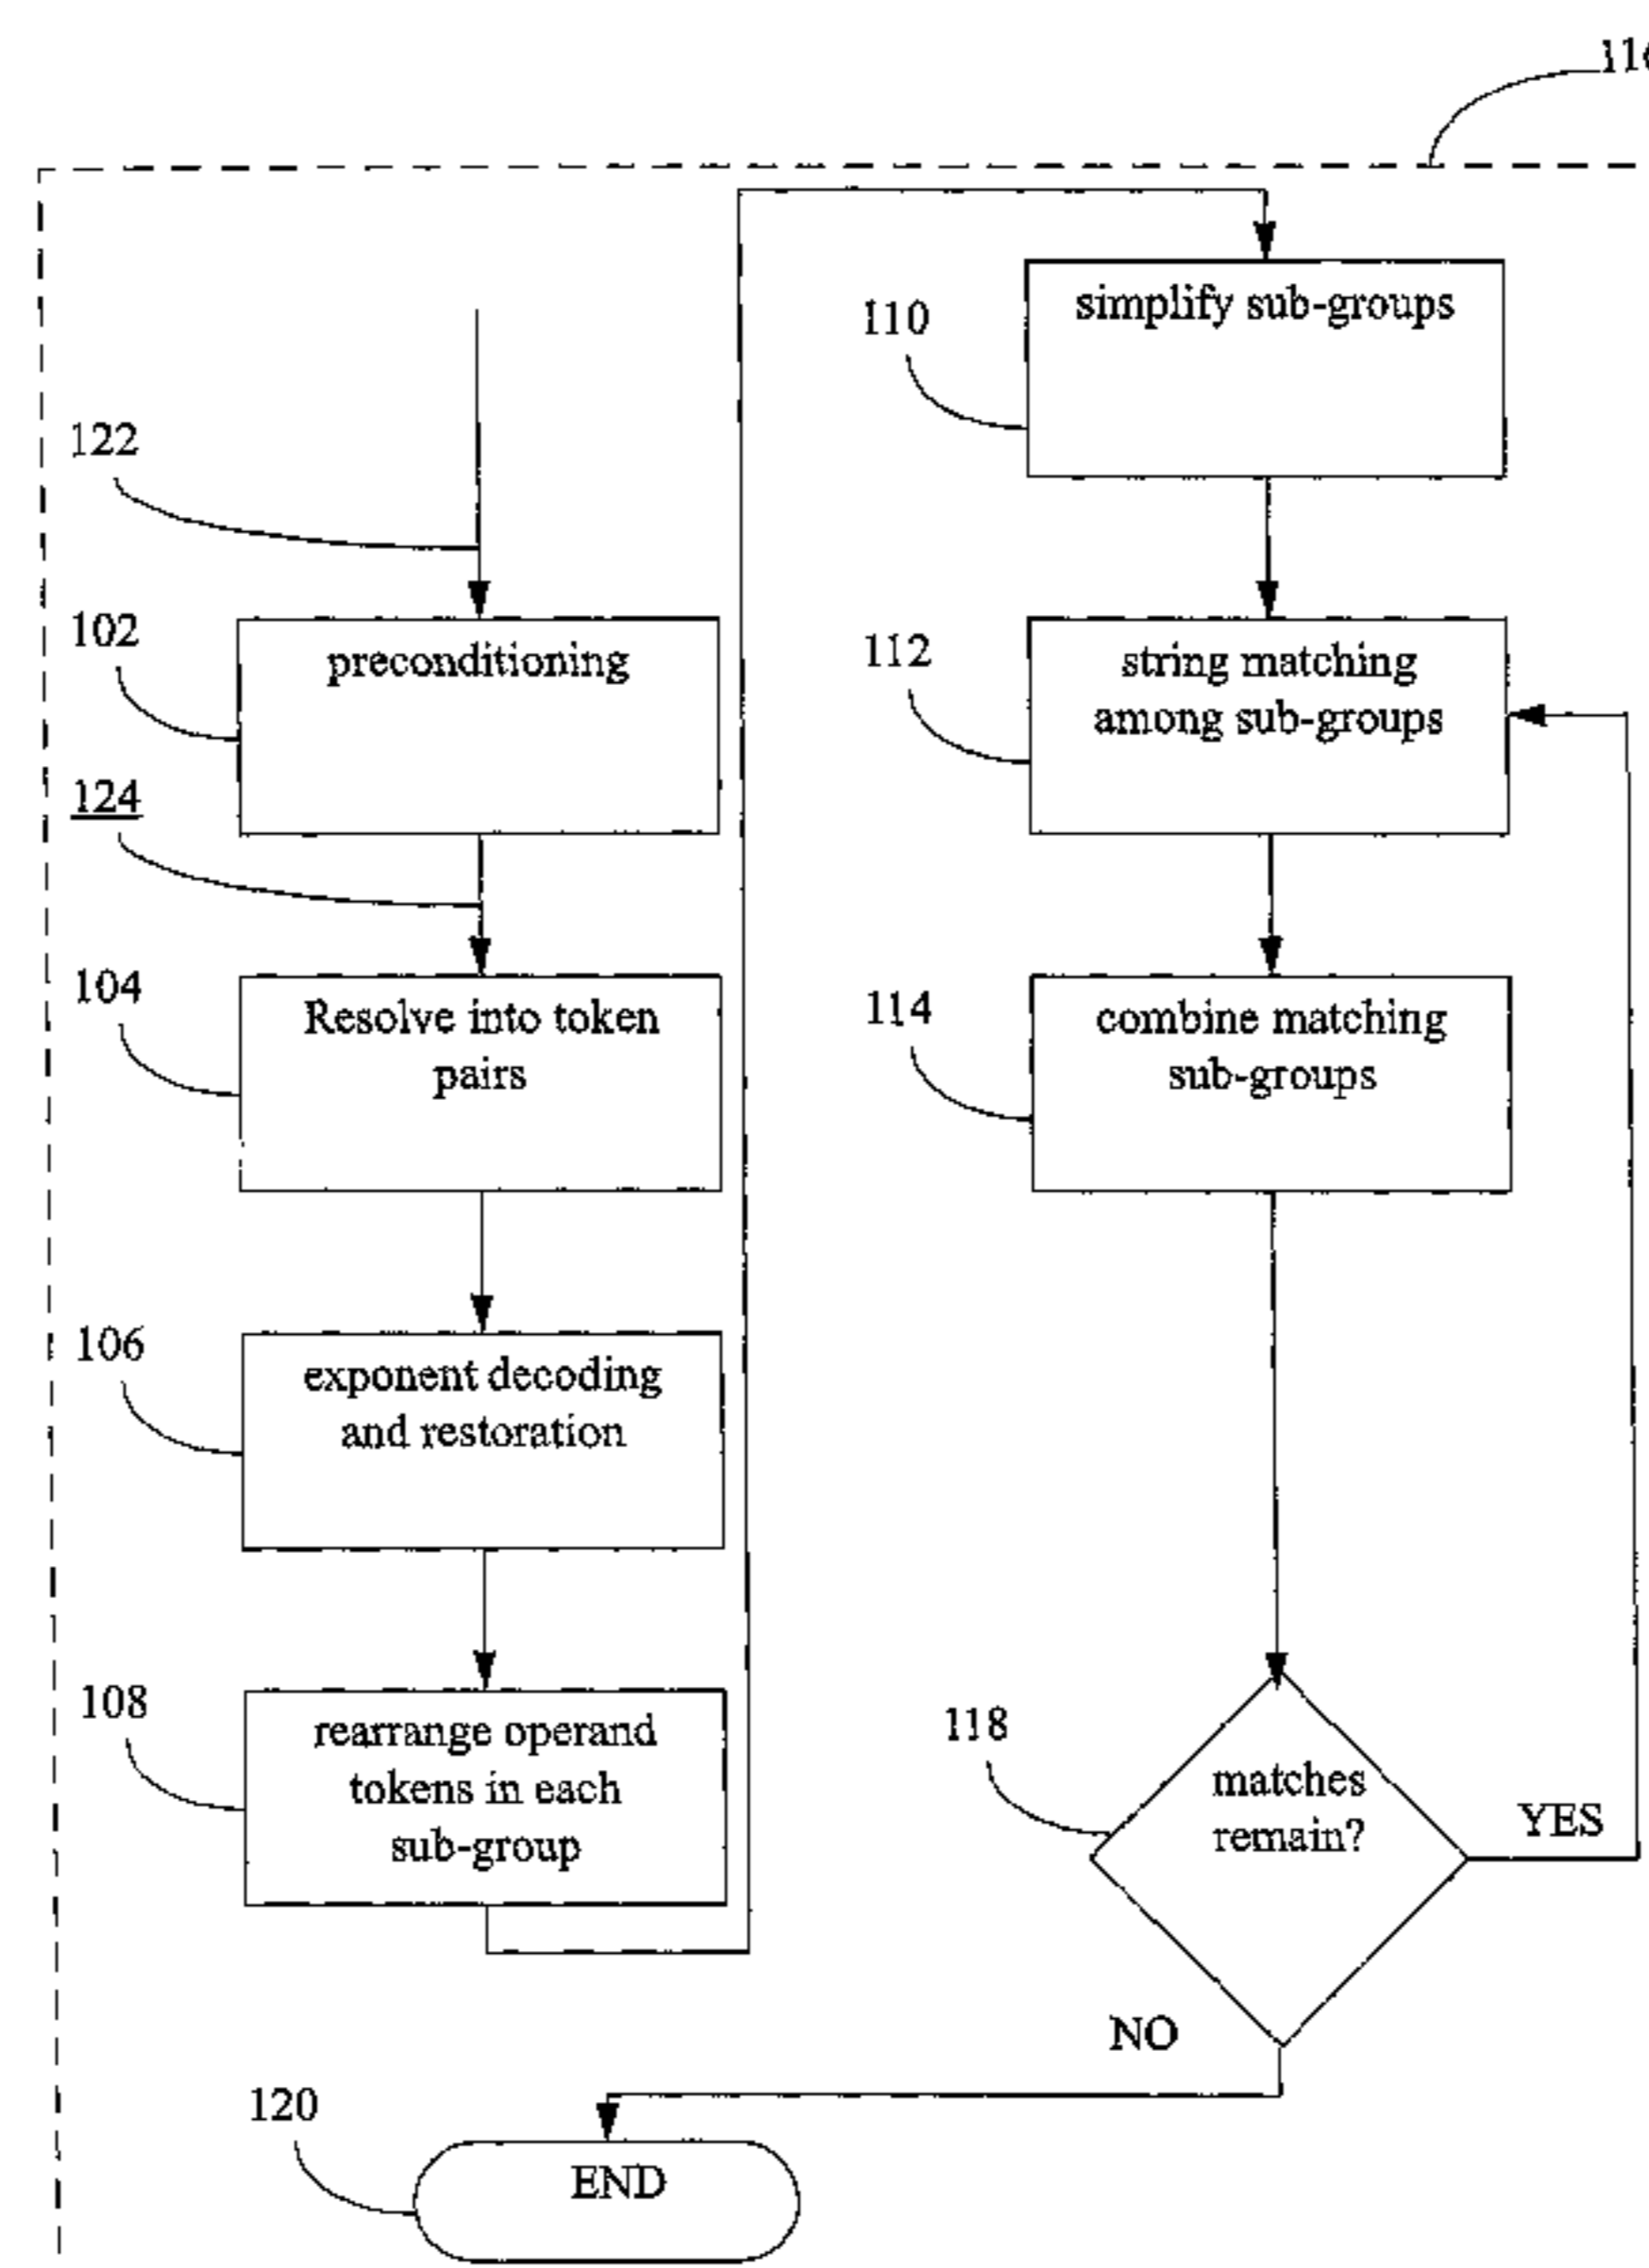 116
122
102
preconditioning
124
104
Resolve into token
pairs
106
exponent decoding
and restoration
108
rearrange operand
tokens in each
sub-group
110
simplify sub-groups
112
string matching
among sub-groups
114
combine matching
sub-groups
118
matches
remain?
YES
NO
120
END